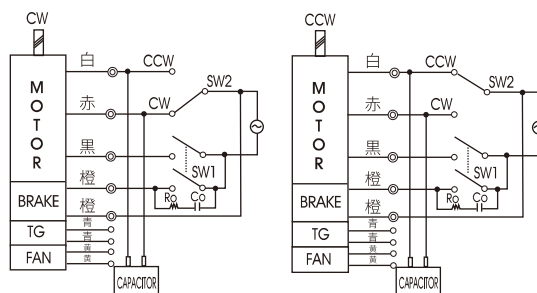 CW
白
CCW
SW2
赤
CW
MOTOR
黒
SW1
橙
BRAKE
Ro
Co
橙
青
TG
青
黄
FAN
黄
CAPACITOR
CCW
白
CCW
SW2
赤
CW
MOTOR
黒
SW1
橙
BRAKE
Ro
Co
橙
青
TG
青
黄
FAN
黄
CAPACITOR